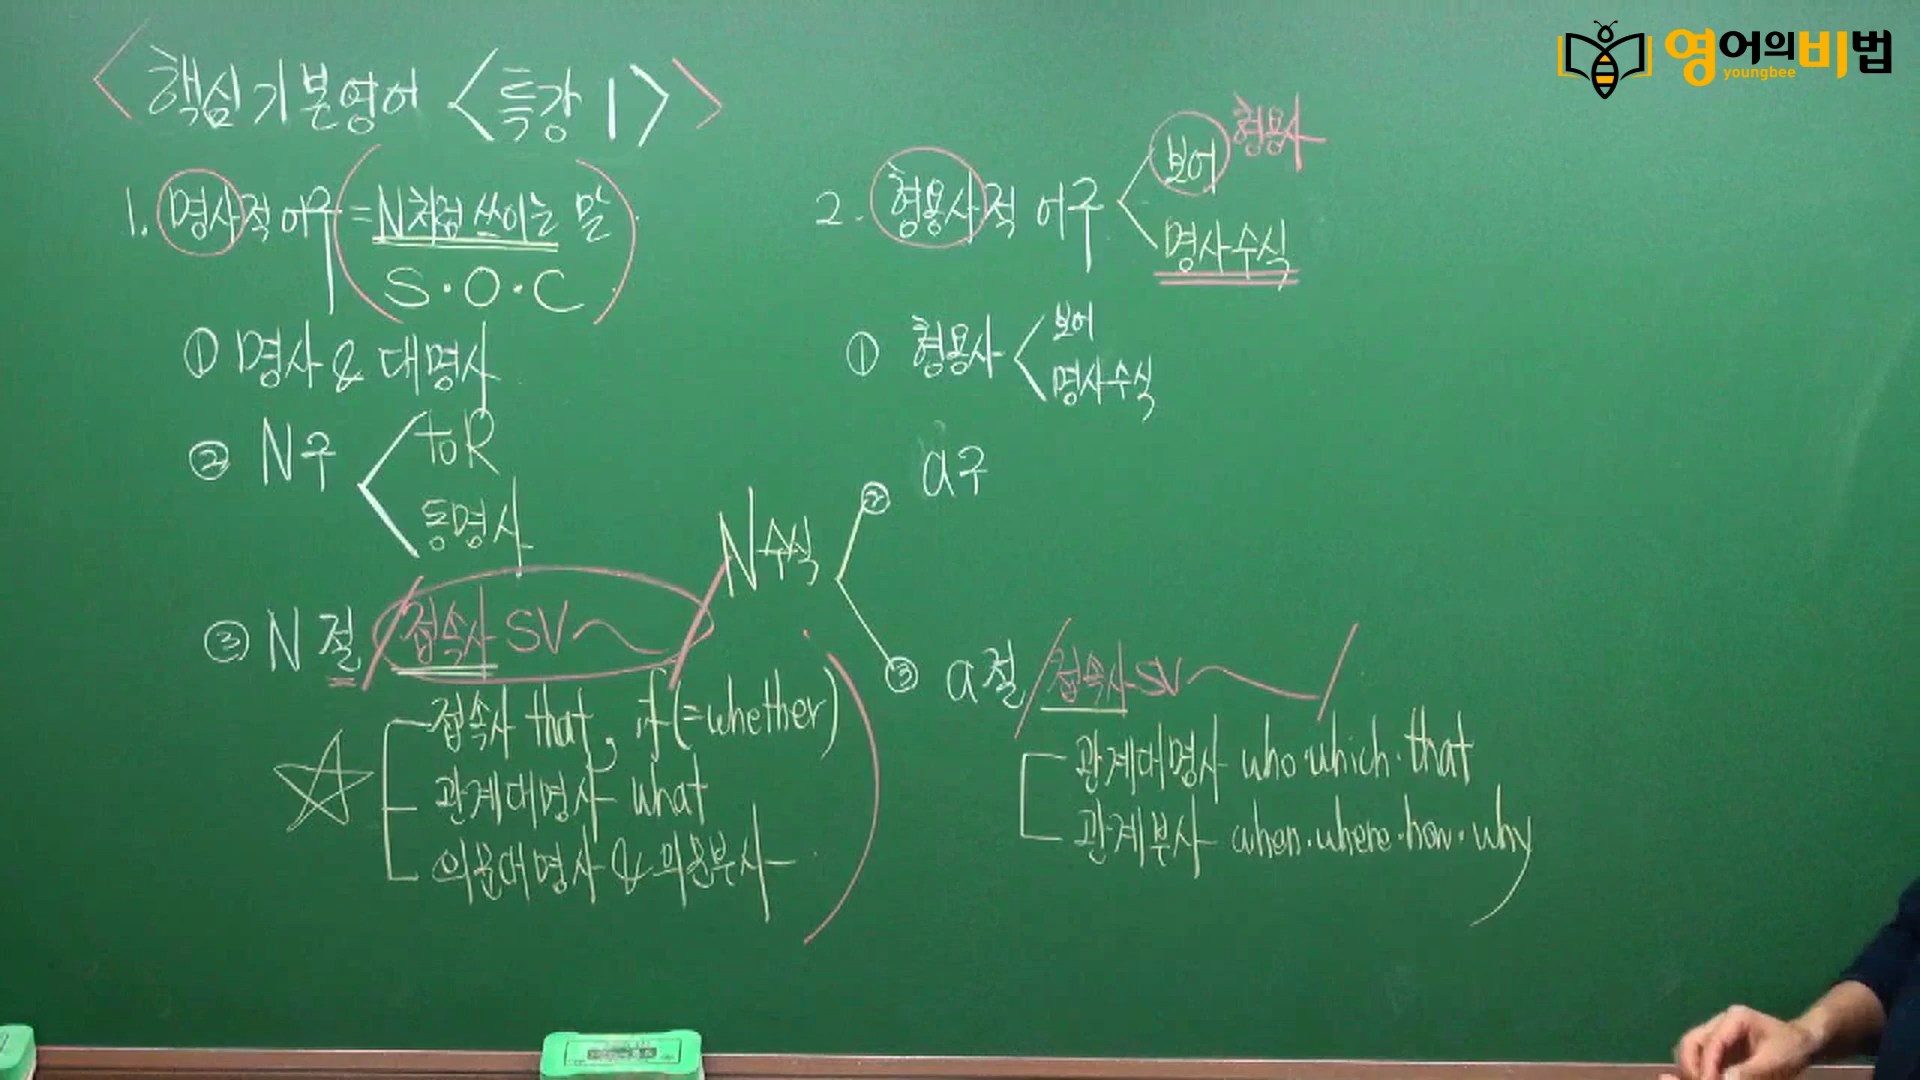 영어의비법
youngbee
<핵심기본영어 <특강 1>>
1. 명사적 어구 = N처럼 쓰이는 말
S·O·C
① 명사 & 대명사
② N구
to R
동명사
③ N절 접속사 SV
접속사 that, if (=whether)
관계대명사 what
의문대명사 & 의문부사
2. 형용사적 어구
보어 형용사
명사수식
① 형용사
보어
명사수식
N수식
② a구
③ a절 접속사 SV
관계대명사 who·which·that
관계부사 when·where·how·why